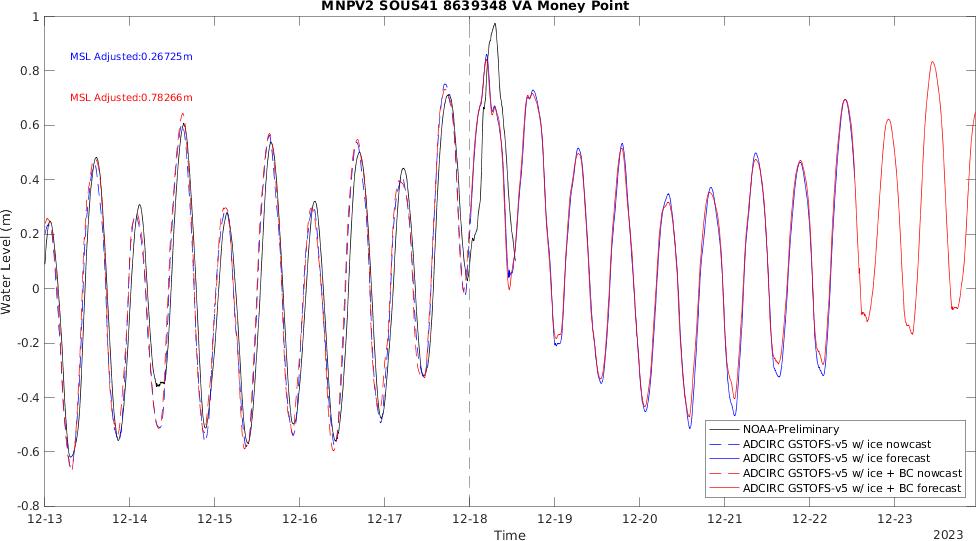 MNPV2 SOUS41 8639348 VA Money Point
MSL Adjusted:0.26725m
MSL Adjusted:0.78266m
Water Level (m)
1
0.8
0.6
0.4
0.2
0
-0.2
-0.4
-0.6
-0.8
NOAA-Preliminary
ADCIRC GSTOFS-v5 w/ ice nowcast
ADCIRC GSTOFS-v5 w/ ice forecast
ADCIRC GSTOFS-v5 w/ ice + BC nowcast
ADCIRC GSTOFS-v5 w/ ice + BC forecast
12-13 12-14 12-15 12-16 12-17 12-18 12-19 12-20 12-21 12-22 12-23
Time
2023